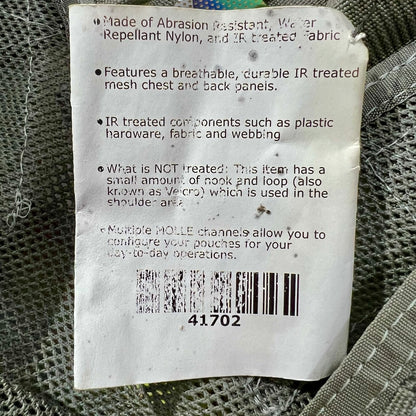 •Made of Abrasion Resistant, Water
Repellant Nylon, and IR treated Fabric
•Features a breathable, durable IR treated
mesh chest and back panels.
•IR treated components such as plastic
hardware, fabric and webbing
•What is NOT treated: This item has a
small amount of hook and loop (also
known as Velcro) which is used in the
shoulder area
•Multiple MOLLE channels allow you to
configure your pouches for your
day-to-day operations.
41702